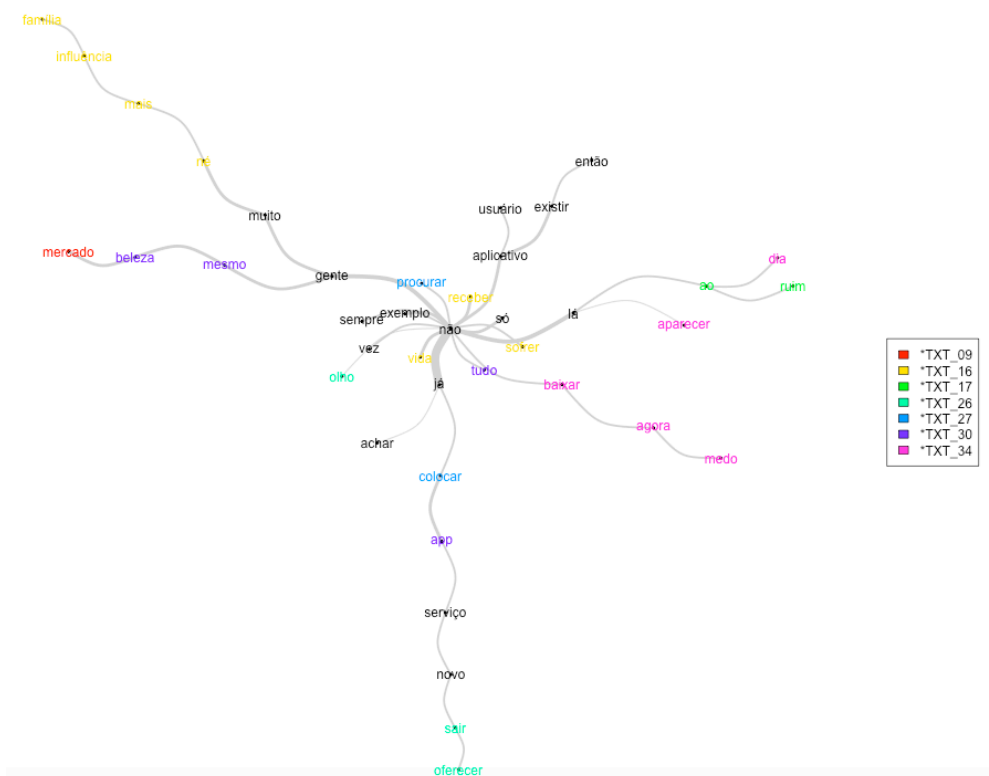 família
influência
mais
né
então
muito
usuário
existir
mercado
beleza
mesmo
gente
aplicativo
dia
procurar
receber
ao
ruim
sempre
exemplo
não
só
lá
aparecer
vez
vida
sofrer
olho
já
tudo
baixar
achar
agora
medo
colocar
app
serviço
novo
sair
oferecer
*TXT_09
*TXT_16
*TXT_17
*TXT_26
*TXT_27
*TXT_30
*TXT_34